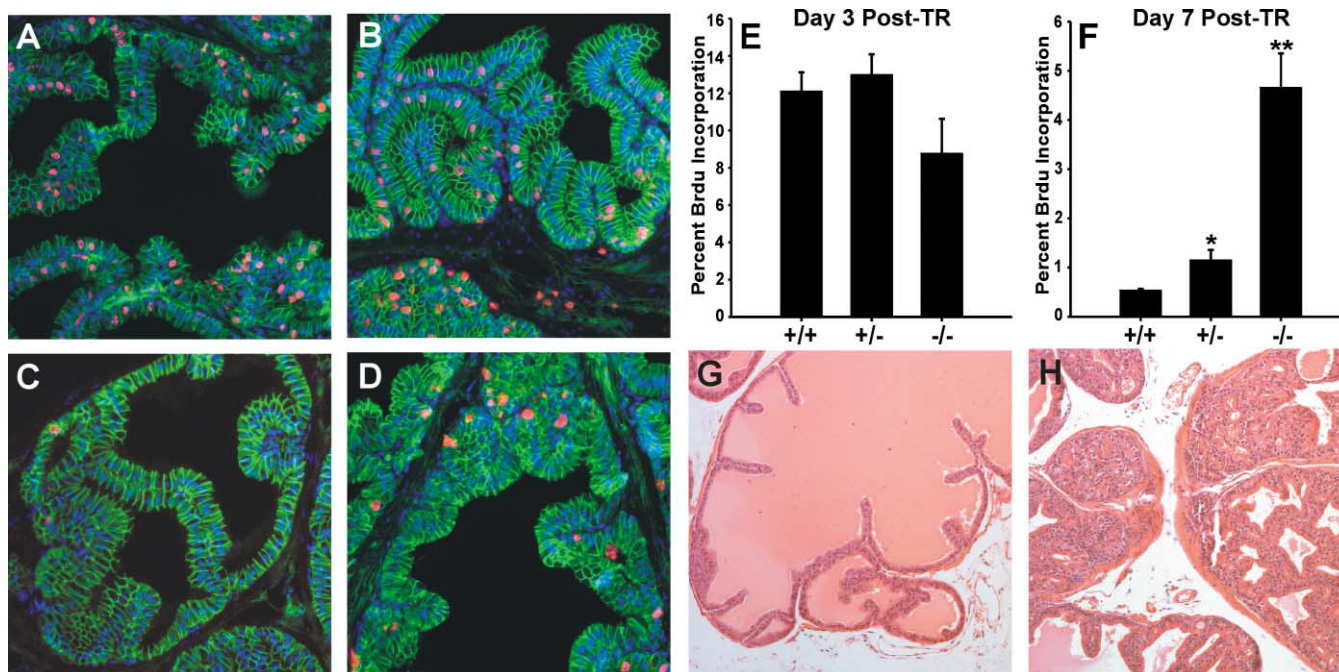 A
B
C
D
E
Day 3 Post-TR
Percent Brdu Incorporation
16
14
12
10
8
6
4
2
0
+/+ +/- -/-
F
Day 7 Post-TR
Percent Brdu Incorporation
6
5
4
3
2
1
0
*
**
+/+ +/- -/-
G
H